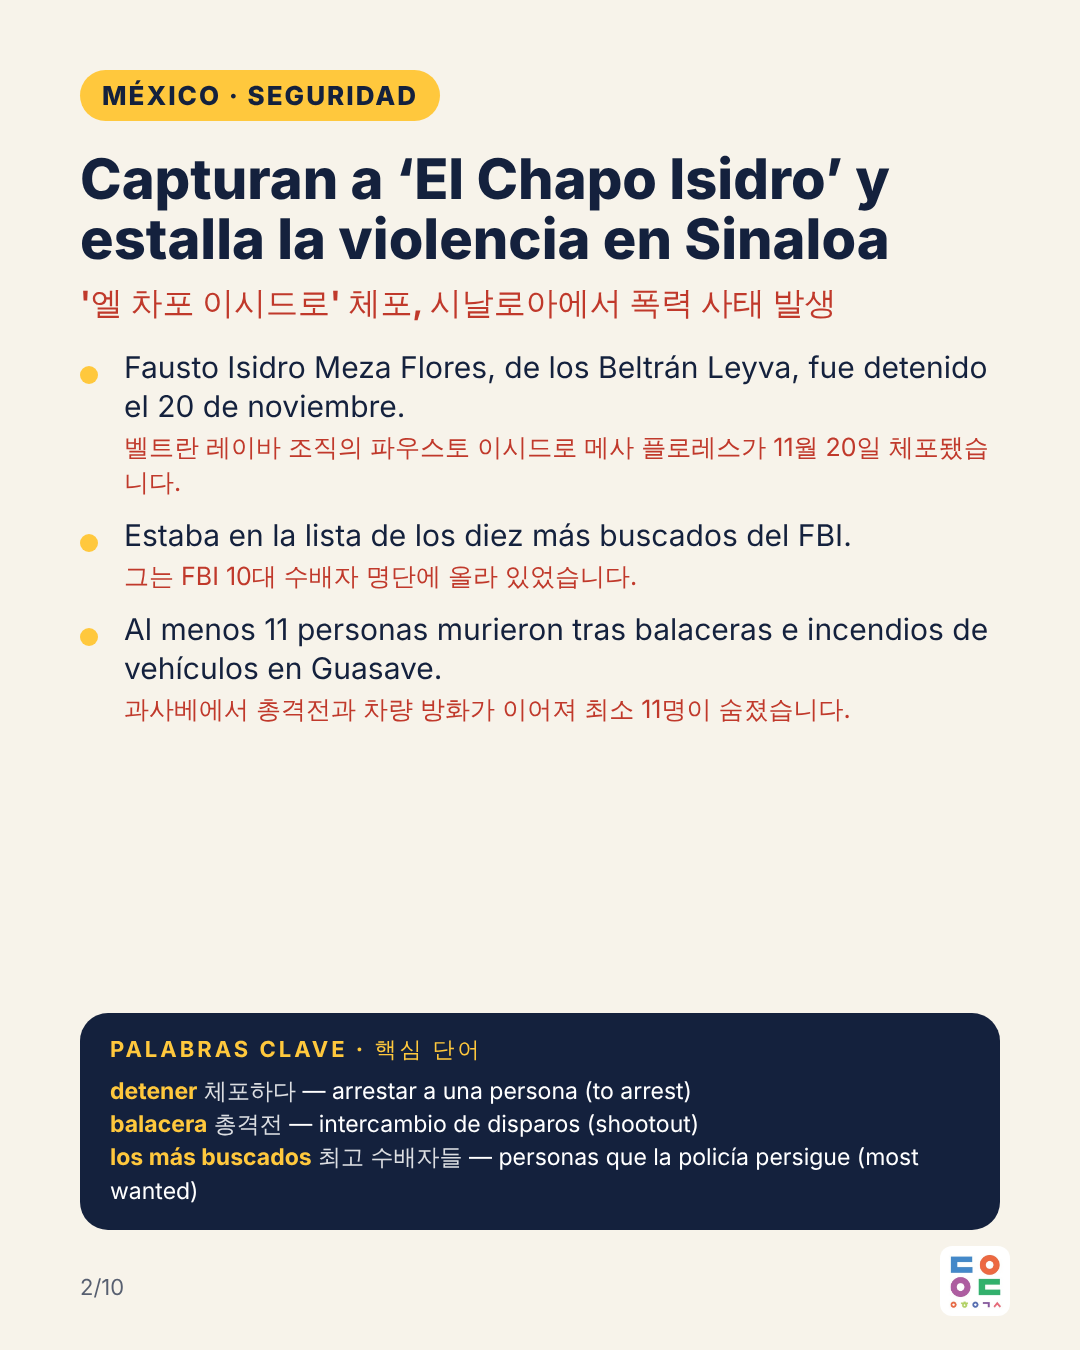 MÉXICO · SEGURIDAD
Capturan a ‘El Chapo Isidro’ y
estalla la violencia en Sinaloa
'엘 차포 이시드로' 체포, 시날로아에서 폭력 사태 발생
Fausto Isidro Meza Flores, de los Beltrán Leyva, fue detenido
el 20 de noviembre.
벨트란 레이바 조직의 파우스토 이시드로 메사 플로레스가 11월 20일 체포됐습
니다.
Estaba en la lista de los diez más buscados del FBI.
그는 FBI 10대 수배자 명단에 올라 있었습니다.
Al menos 11 personas murieron tras balaceras e incendios de
vehículos en Guasave.
과사베에서 총격전과 차량 방화가 이어져 최소 11명이 숨졌습니다.
PALABRAS CLAVE · 핵심 단어
detener 체포하다 — arrestar a una persona (to arrest)
balacera 총격전 — intercambio de disparos (shootout)
los más buscados 최고 수배자들 — personas que la policía persigue (most
wanted)
2/10